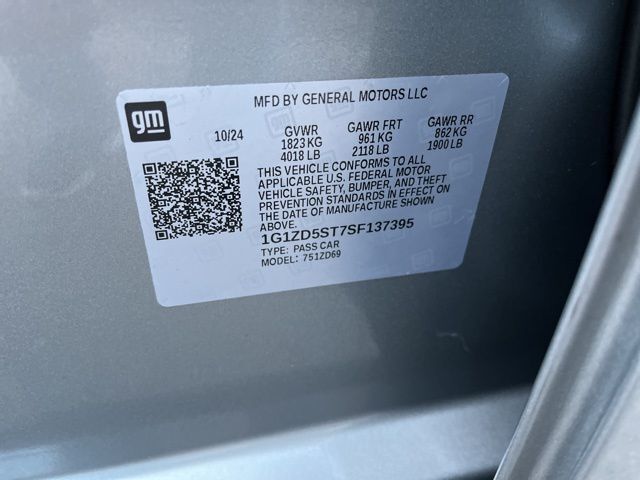 MFD BY GENERAL MOTORS LLC
gm
10/24
GVWR GAWR FRT GAWR RR
1823 KG 961 KG 862 KG
4018 LB 2118 LB 1900 LB
THIS VEHICLE CONFORMS TO ALL
APPLICABLE U.S. FEDERAL MOTOR
VEHICLE SAFETY, BUMPER, AND THEFT
PREVENTION STANDARDS IN EFFECT ON
THE DATE OF MANUFACTURE SHOWN
ABOVE.
1G1ZD5ST7SF137395
TYPE: PASS CAR
MODEL: 751ZD69